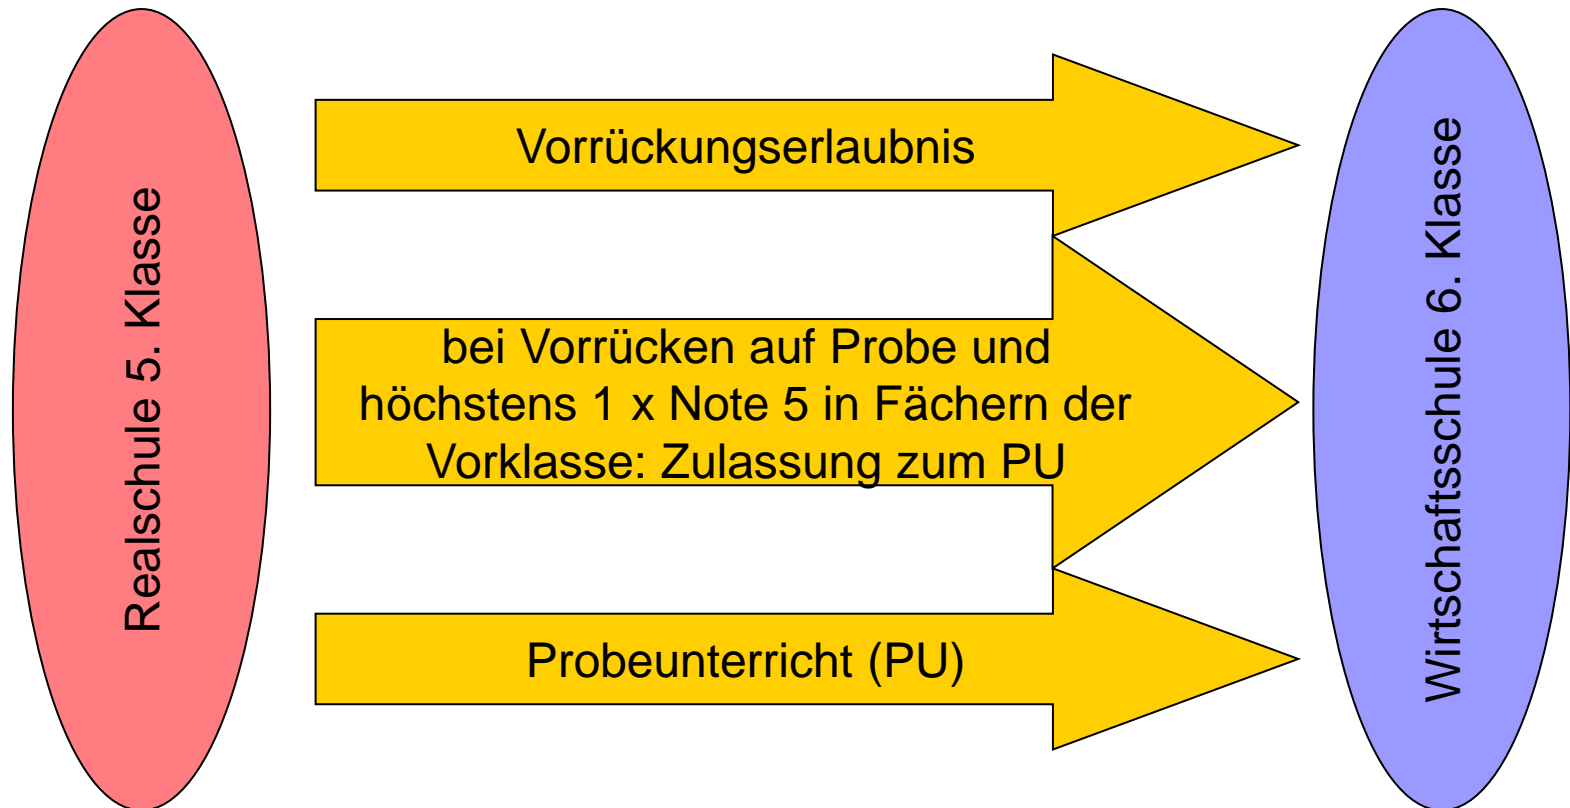 Realschule 5. Klasse
Vorrückungserlaubnis
bei Vorrücken auf Probe und
höchstens 1 x Note 5 in Fächern der
Vorklasse: Zulassung zum PU
Probeunterricht (PU)
Wirtschaftsschule 6. Klasse